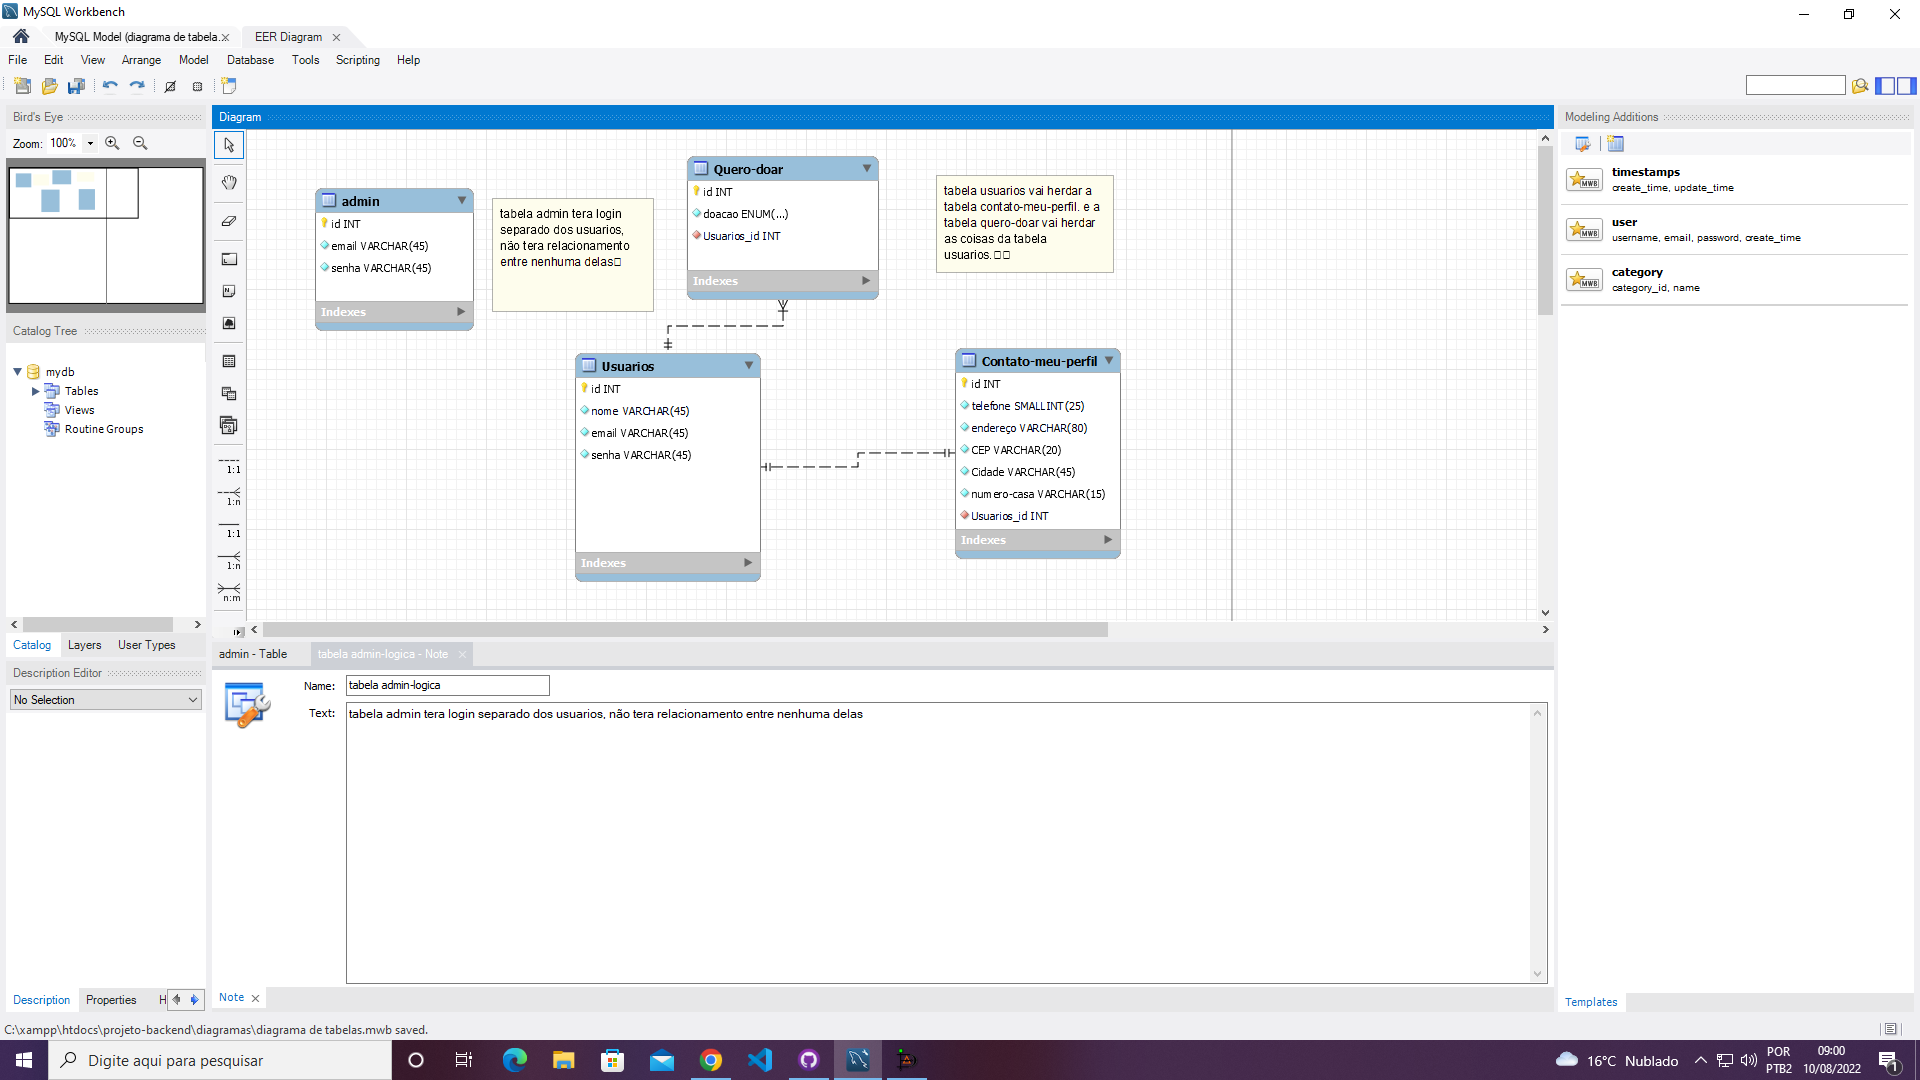 MySQL Workbench
MySQL Model (diagrama de tabela.
EER Diagram
File Edit View Arrange Model Database Tools Scripting Help
Bird's Eye
Zoom: 100%
Catalog Tree
mydb
Tables
Views
Routine Groups
Catalog Layers User Types
Description Editor
No Selection
Description Properties H
Diagram
1:1
1:n
1:1
1:n
n:m
admin
id INT
email VARCHAR(45)
senha VARCHAR(45)
Indexes
tabela admin tera login
separado dos usuarios,
não tera relacionamento
entre nenhuma delas
Quero-doar
id INT
doacao ENUM(...)
Usuarios_id INT
Indexes
tabela usuarios vai herdar a
tabela contato-meu-perfil. e a
tabela quero-doar vai herdar
as coisas da tabela
usuarios.
Usuarios
id INT
nome VARCHAR(45)
email VARCHAR(45)
senha VARCHAR(45)
Indexes
Contato-meu-perfil
id INT
telefone SMALLINT(25)
endereço VARCHAR(80)
CEP VARCHAR(20)
Cidade VARCHAR(45)
numero-casa VARCHAR(15)
Usuarios_id INT
Indexes
admin - Table
tabela admin-logica - Note
Name: tabela admin-logica
Text: tabela admin tera login separado dos usuarios, não tera relacionamento entre nenhuma delas
Note
Modeling Additions
MWB
timestamps
create_time, update_time
MWB
user
username, email, password, create_time
MWB
category
category_id, name
Templates
C:\xampp\htdocs\projeto-backend\diagramas\diagrama de tabelas.mwb saved.
Digite aqui para pesquisar
16°C Nublado
POR
PTB2
09:00
10/08/2022
1